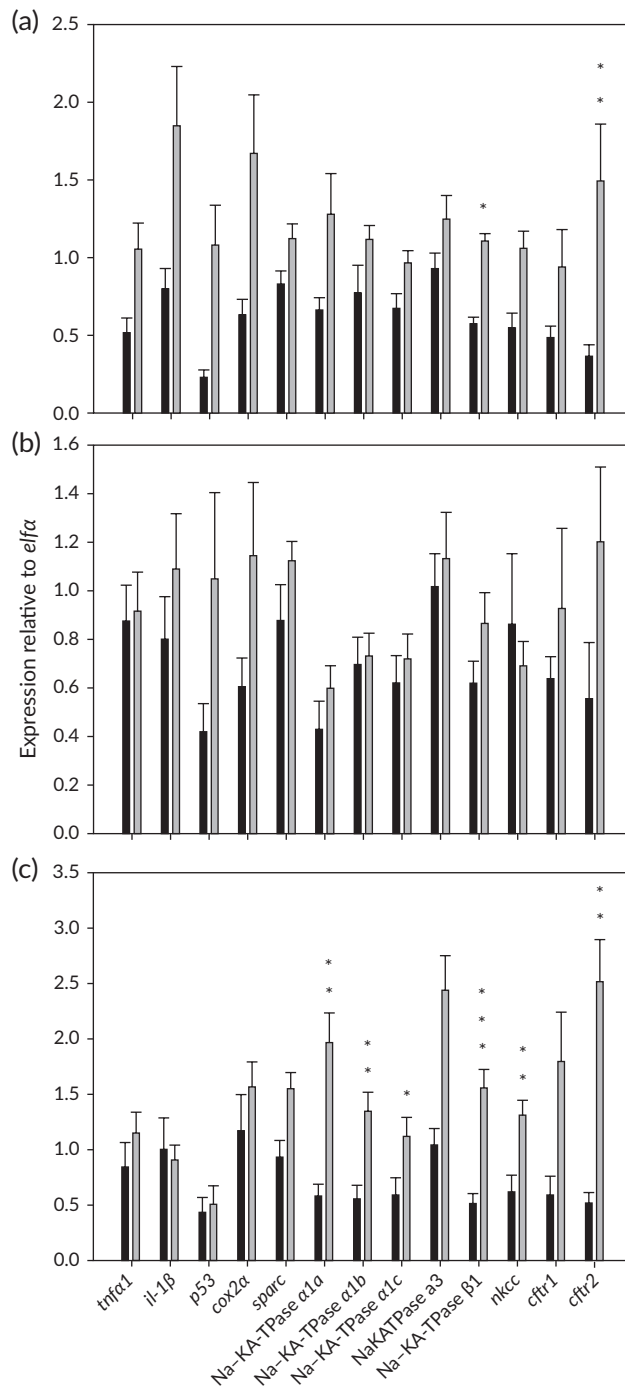 (a)
2.5
2.0
1.5
1.0
0.5
0.0
*
*
*
(b)
1.6
1.4
1.2
1.0
0.8
0.6
0.4
0.2
0.0
Expression relative to elfα
(c)
3.5
3.0
2.5
2.0
1.5
1.0
0.5
0.0
* *
* *
*
* * *
* *
* *
tnfα1
il-1β
p53
cox2α
sparc
Na–KA-TPase α1a
Na–KA-TPase α1b
Na–KA-TPase α1c
NaKATPase a3
Na–KA-TPase β1
nkcc
cftr1
cftr2